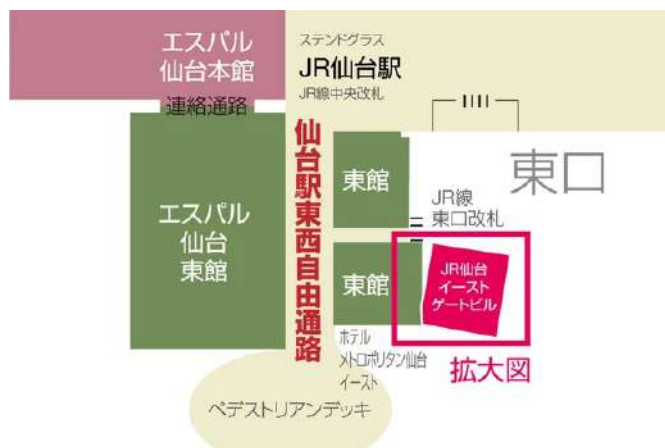 エスパル
仙台本館
ステンドグラス
JR仙台駅
JR線中央改札
連絡通路
仙台駅東西自由通路
東館
東口
JR線
東口改札
エスパル
仙台
東館
東館
JR仙台
イースト
ゲートビル
ホテル
メトロポリタン仙台
イースト
拡大図
ペデストリアンデッキ